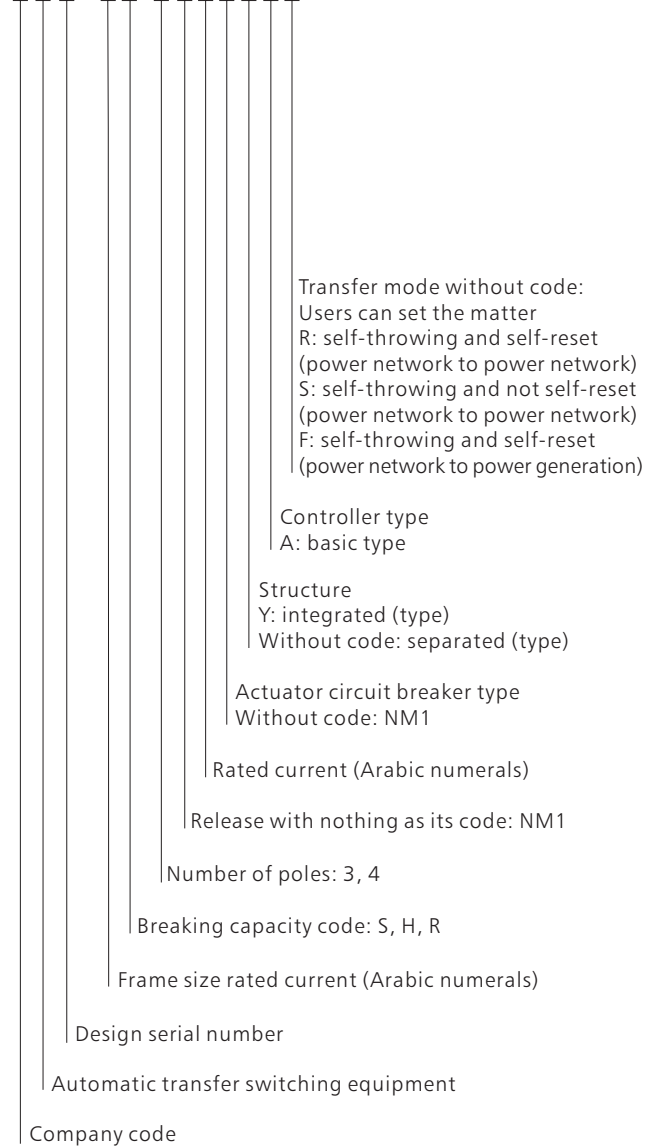 Transfer mode without code:
Users can set the matter
R: self-throwing and self-reset
(power network to power network)
S: self-throwing and not self-reset
(power network to power network)
F: self-throwing and self-reset
(power network to power generation)
Controller type
A: basic type
Structure
Y: integrated (type)
Without code: separated (type)
Actuator circuit breaker type
Without code: NM1
Rated current (Arabic numerals)
Release with nothing as its code: NM1
Number of poles: 3, 4
Breaking capacity code: S, H, R
Frame size rated current (Arabic numerals)
Design serial number
Automatic transfer switching equipment
Company code